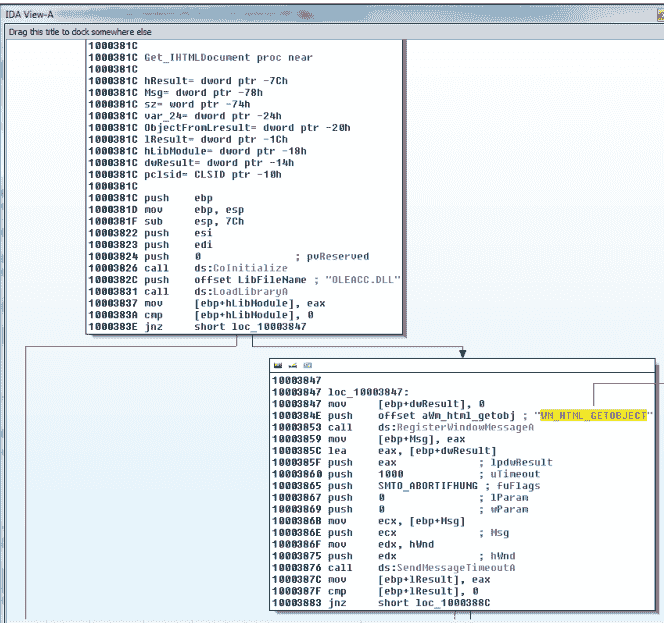 IDA View-A
Drag this title to dock somewhere else
1000381C
1000381C Get_IHTMLDocument proc near
1000381C
1000381C hResult= dword ptr -7Ch
1000381C Msg= dword ptr -78h
1000381C sz= word ptr -74h
1000381C var_24= dword ptr -24h
1000381C ObjectFromLresult= dword ptr -20h
1000381C lResult= dword ptr -1Ch
1000381C hLibModule= dword ptr -18h
1000381C dwResult= dword ptr -14h
1000381C pclsid= CLSID ptr -10h
1000381C
1000381C push ebp
1000381D mov ebp, esp
1000381F sub esp, 7Ch
10003822 push esi
10003823 push edi
10003824 push 0 ; pvReserved
10003826 call ds:CoInitialize
1000382C push offset LibFileName ; "OLEACC.DLL"
10003831 call ds:LoadLibraryA
10003837 mov [ebp+hLibModule], eax
1000383A cmp [ebp+hLibModule], 0
1000383E jnz short loc_10003847
10003847
10003847 loc_10003847:
10003847 mov [ebp+dwResult], 0
1000384E push offset aWm_html_getobj ; "WM_HTML_GETOBJECT"
10003853 call ds:RegisterWindowMessageA
10003859 mov [ebp+Msg], eax
1000385C lea eax, [ebp+dwResult]
1000385F push eax ; lpdwResult
10003860 push 1000 ; uTimeout
10003865 push SMTO_ABORTIFHUNG ; fuFlags
10003867 push 0 ; lParam
10003869 push 0 ; wParam
1000386B mov ecx, [ebp+Msg]
1000386E push ecx ; Msg
1000386F mov edx, hWnd
10003875 push edx ; hWnd
10003876 call ds:SendMessageTimeoutA
1000387C mov [ebp+lResult], eax
1000387F cmp [ebp+lResult], 0
10003883 jnz short loc_1000388C